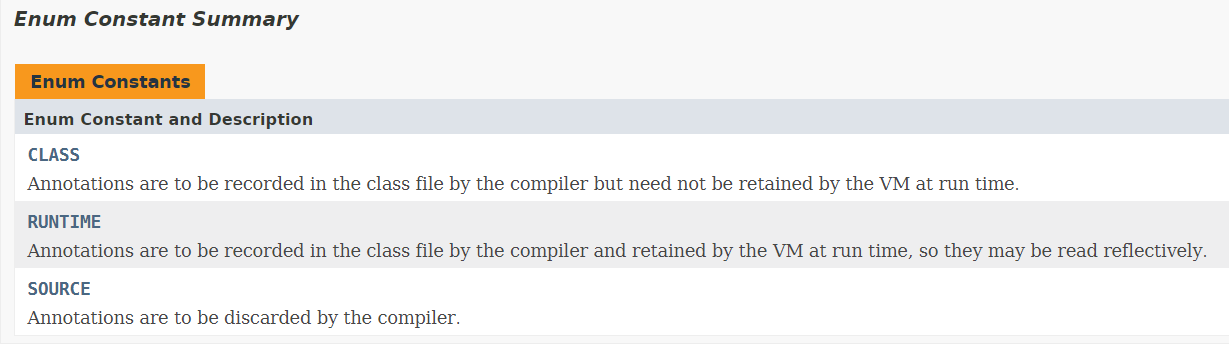 Enum Constant Summary
Enum Constants
Enum Constant and Description
CLASS
Annotations are to be recorded in the class file by the compiler but need not be retained by the VM at run time.
RUNTIME
Annotations are to be recorded in the class file by the compiler and retained by the VM at run time, so they may be read reflectively.
SOURCE
Annotations are to be discarded by the compiler.